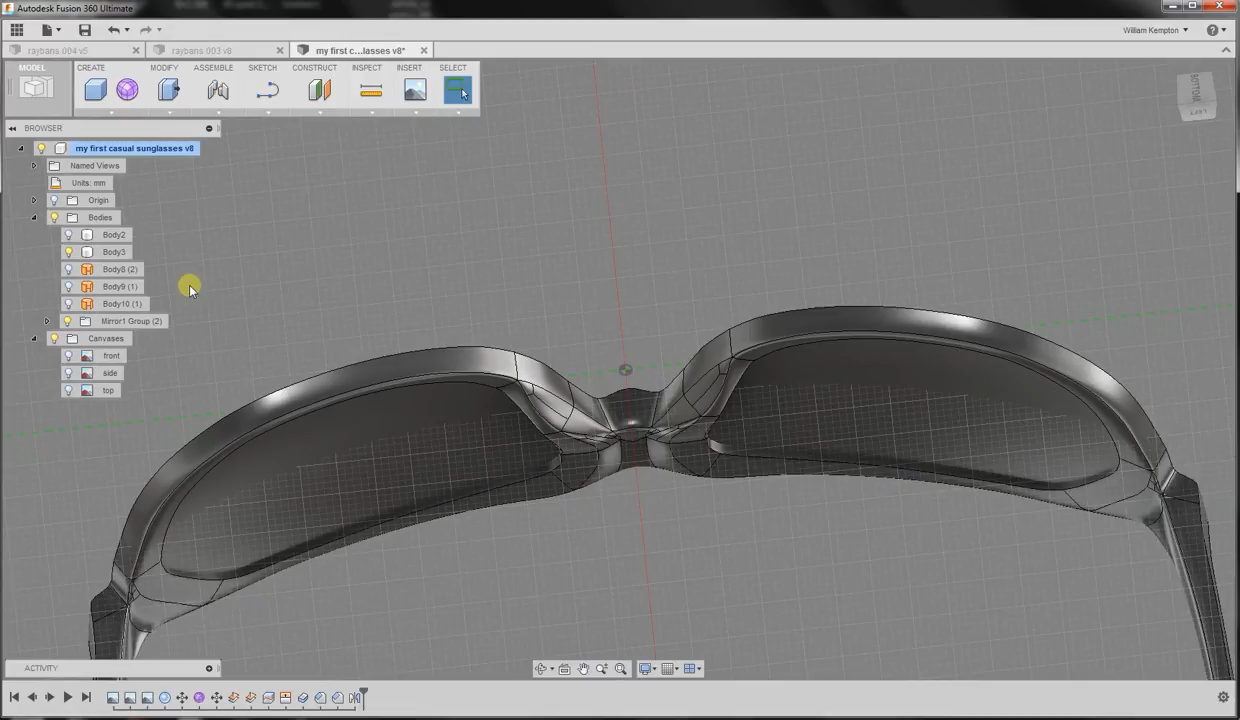 Autodesk Fusion 360 Ultimate
William Kempton
raybans 004 v5
raybans 003 v8
my first c...lasses v8*
MODEL
CREATE
MODIFY
ASSEMBLE
SKETCH
CONSTRUCT
INSPECT
INSERT
SELECT
BROWSER
my first casual sunglasses v8
Named Views
Units: mm
Origin
Bodies
Body2
Body3
Body8 (2)
Body9 (1)
Body10 (1)
Mirror1 Group (2)
Canvases
front
side
top
BOTTOM
LEFT
ACTIVITY